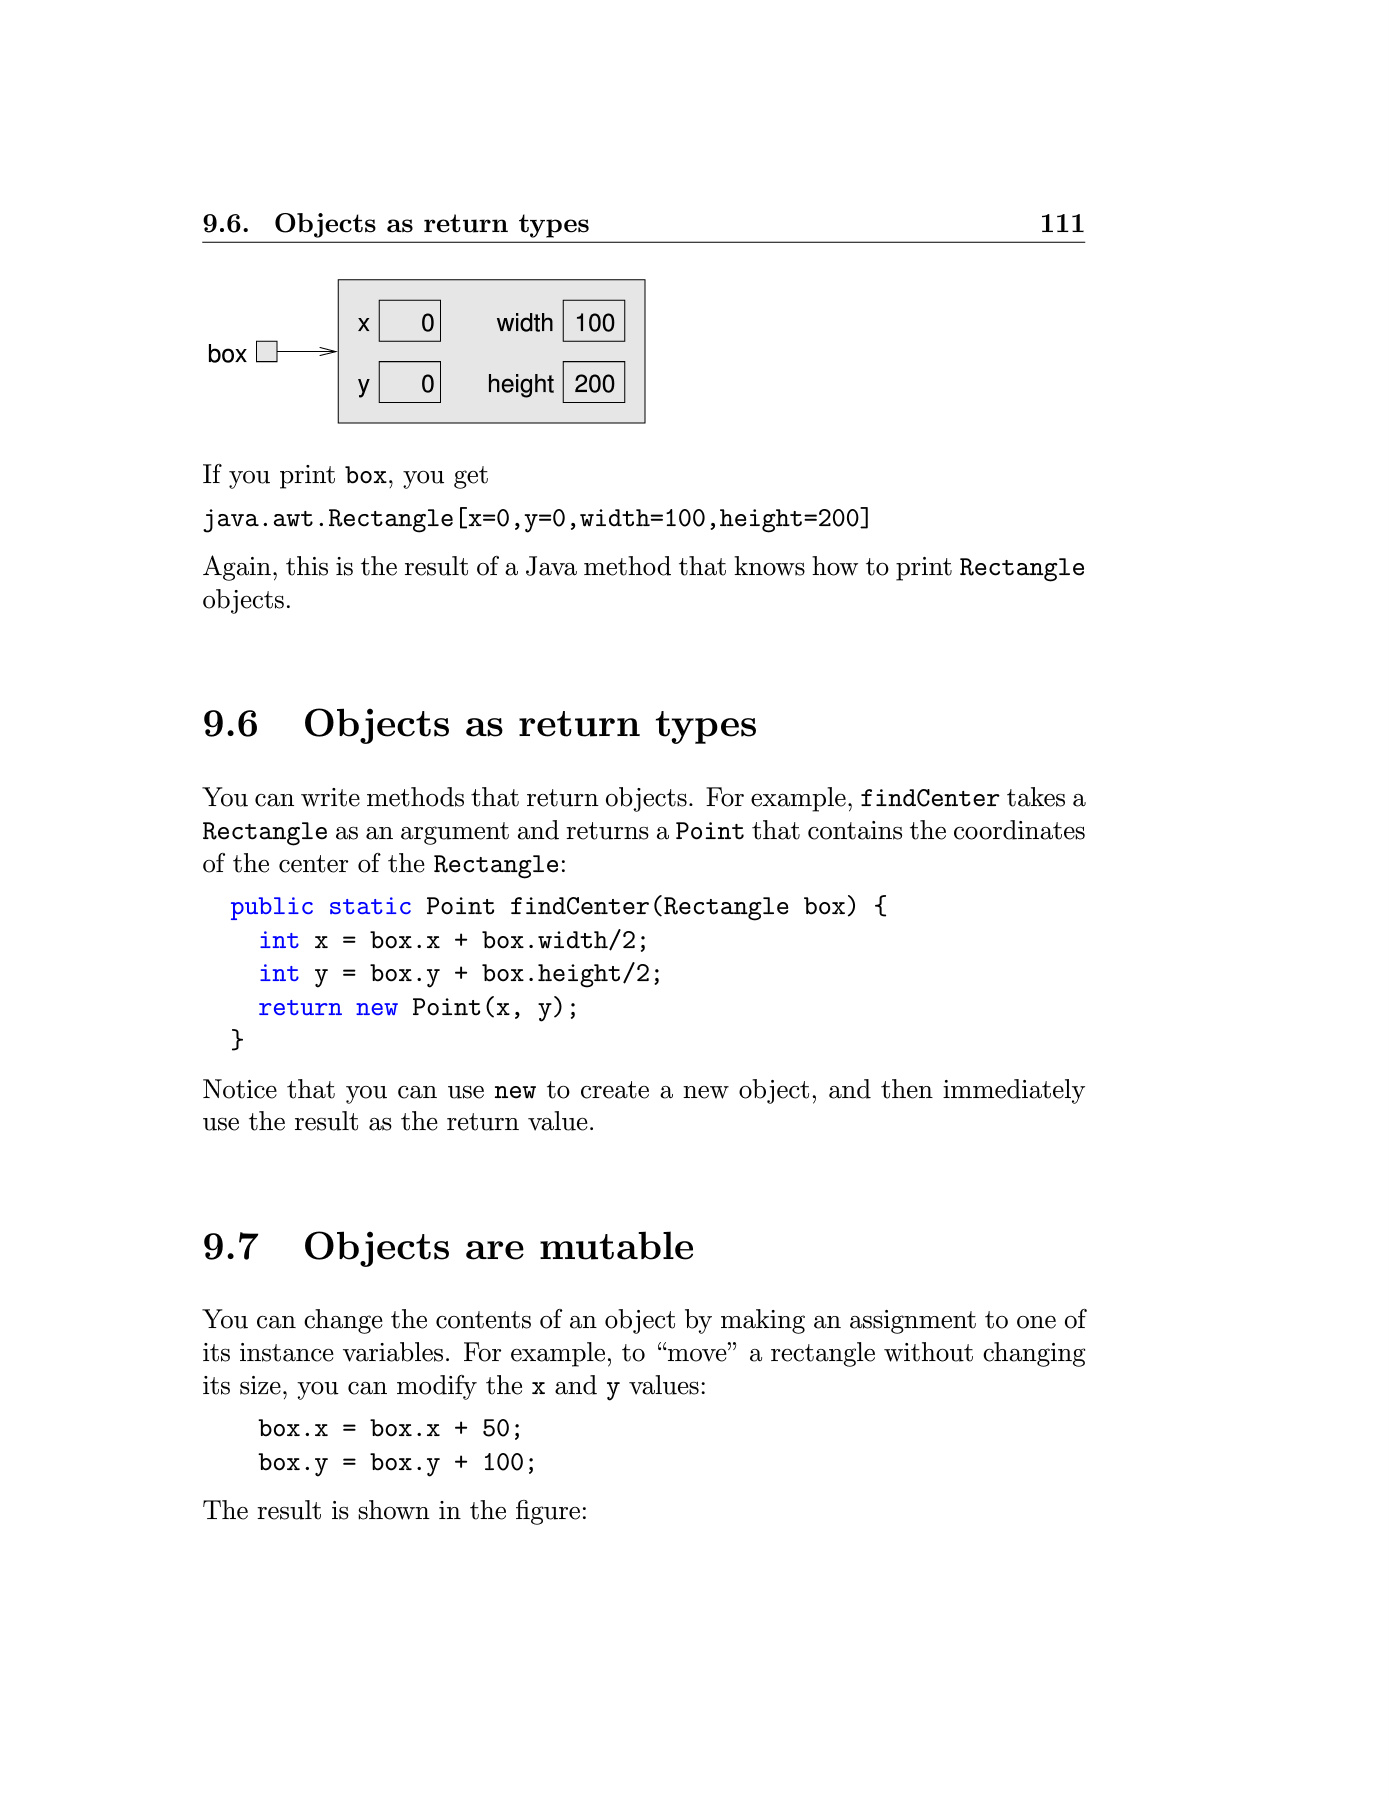 9.6. Objects as return types 111
x 0 width 100
box
y 0 height 200
If you print box, you get
java.awt.Rectangle[x=0,y=0,width=100,height=200]
Again, this is the result of a Java method that knows how to print Rectangle
objects.
9.6 Objects as return types
You can write methods that return objects. For example, findCenter takes a
Rectangle as an argument and returns a Point that contains the coordinates
of the center of the Rectangle:
public static Point findCenter(Rectangle box) {
int x = box.x + box.width/2;
int y = box.y + box.height/2;
return new Point(x, y);
}
Notice that you can use new to create a new object, and then immediately
use the result as the return value.
9.7 Objects are mutable
You can change the contents of an object by making an assignment to one of
its instance variables. For example, to “move” a rectangle without changing
its size, you can modify the x and y values:
box.x = box.x + 50;
box.y = box.y + 100;
The result is shown in the figure: